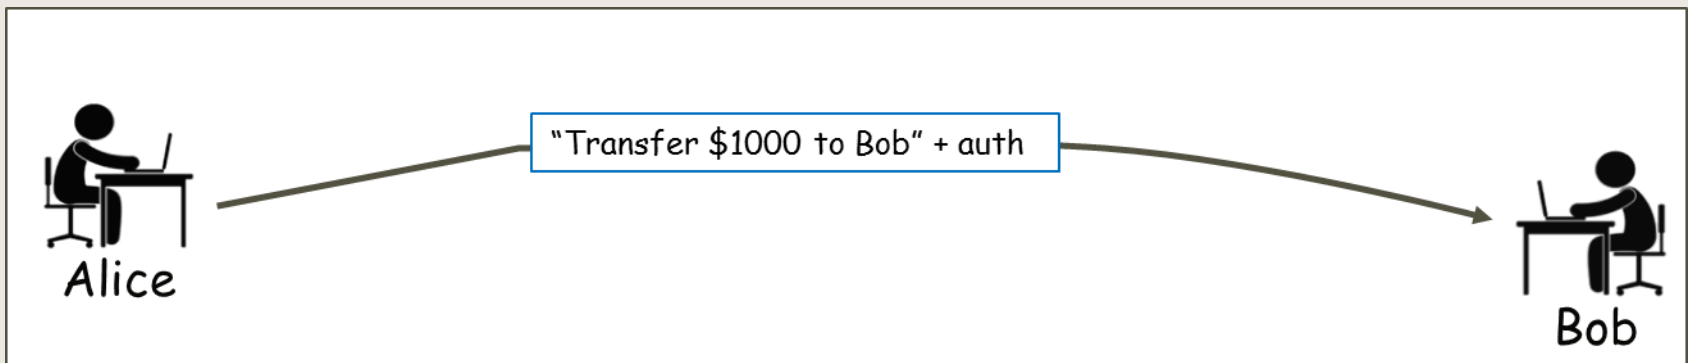 “Transfer $1000 to Bob” + auth
Alice
Bob